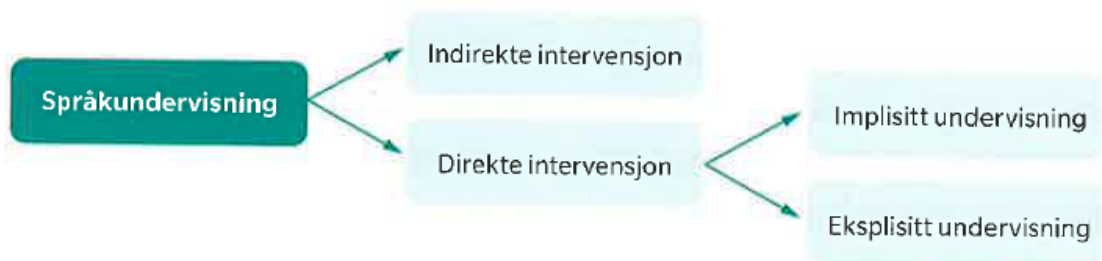 Språkundervisning
Indirekte intervensjon
Direkte intervensjon
Implisitt undervisning
Eksplisitt undervisning